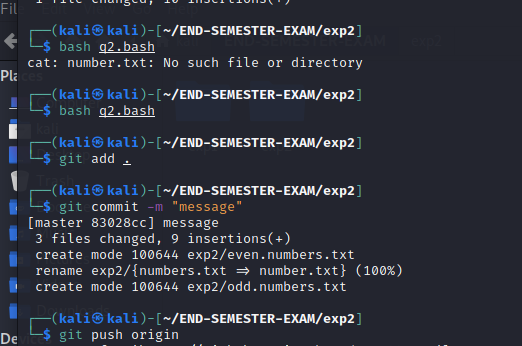 1 file changed, 10 insertions(+)
┌──(kali㉿kali)-[~/END-SEMESTER-EXAM/exp2]
└─$ bash q2.bash
cat: number.txt: No such file or directory
┌──(kali㉿kali)-[~/END-SEMESTER-EXAM/exp2]
└─$ bash q2.bash
┌──(kali㉿kali)-[~/END-SEMESTER-EXAM/exp2]
└─$ git add .
┌──(kali㉿kali)-[~/END-SEMESTER-EXAM/exp2]
└─$ git commit -m "message"
[master 83028cc] message
3 files changed, 9 insertions(+)
create mode 100644 exp2/even.numbers.txt
rename exp2/{numbers.txt => number.txt} (100%)
create mode 100644 exp2/odd.numbers.txt
┌──(kali㉿kali)-[~/END-SEMESTER-EXAM/exp2]
└─$ git push origin
Places